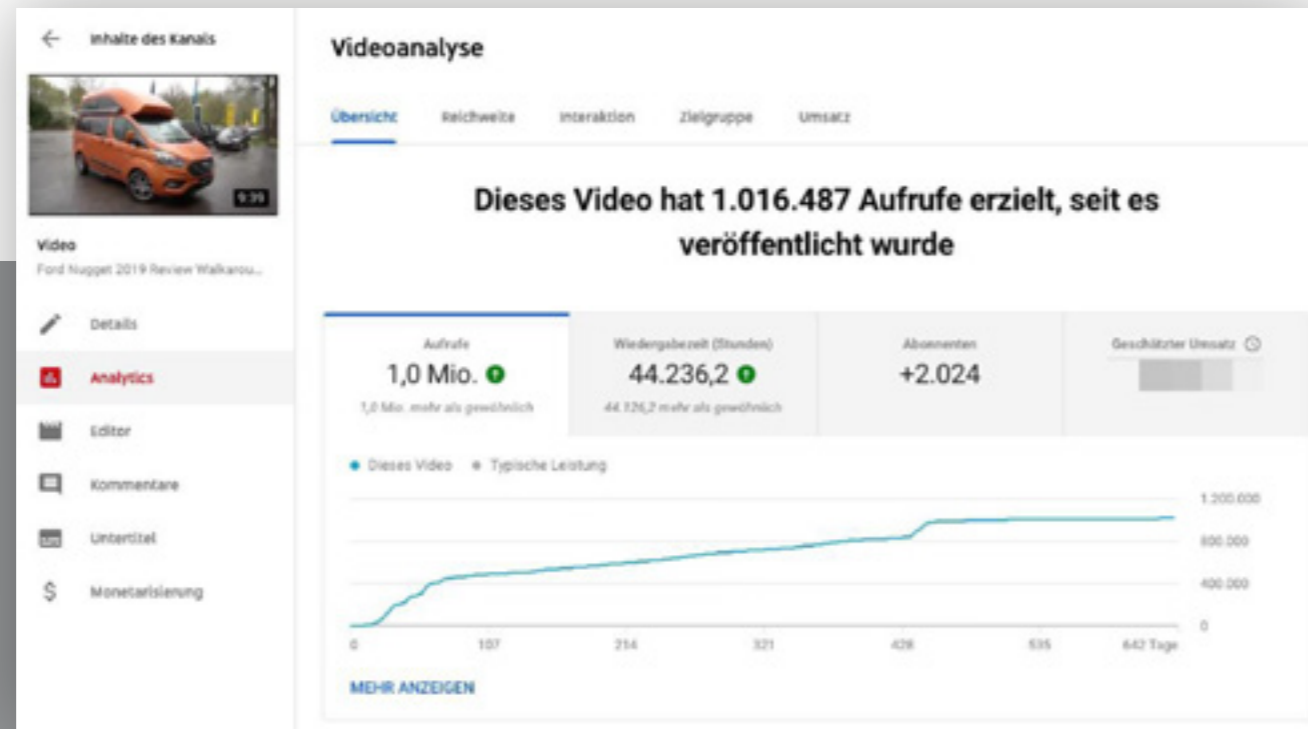 Inhalte des Kanals
9:39
Video
Ford Nugget 2019 Review Walkarou...
Details
Analytics
Editor
Kommentare
Untertitel
$ Monetarisierung
Videoanalyse
Übersicht Reichweite Interaktion Zielgruppe Umsatz
Dieses Video hat 1.016.487 Aufrufe erzielt, seit es
veröffentlicht wurde
Aufrufe
1,0 Mio.
1,0 Mio. mehr als gewöhnlich
Wiedergabezeit (Stunden)
44.236,2
44.126,2 mehr als gewöhnlich
Abonnenten
+2.024
Geschätzter Umsatz
Dieses Video Typische Leistung
1.200.000
800.000
400.000
0
0 107 214 321 428 535 642 Tage
MEHR ANZEIGEN